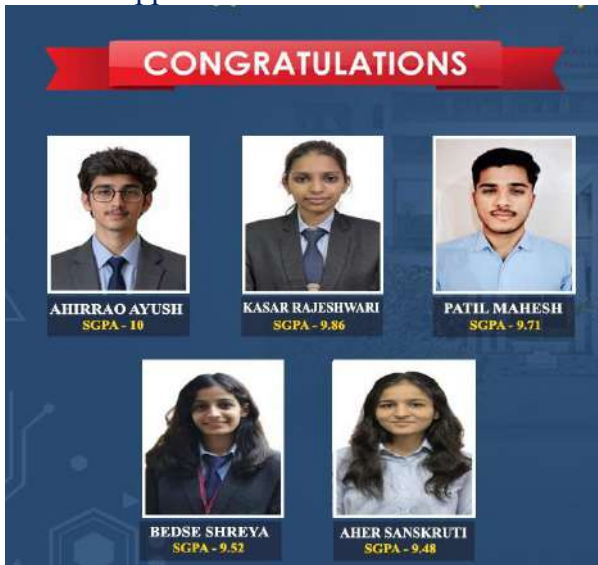 CONGRATULATIONS
AHIRRAO AYUSH
SGPA - 10
KASAR RAJESHWARI
SGPA - 9.86
PATIL MAHESH
SGPA - 9.71
BEDSE SHREYA
SGPA - 9.52
AHER SANSKRUTI
SGPA - 9.48